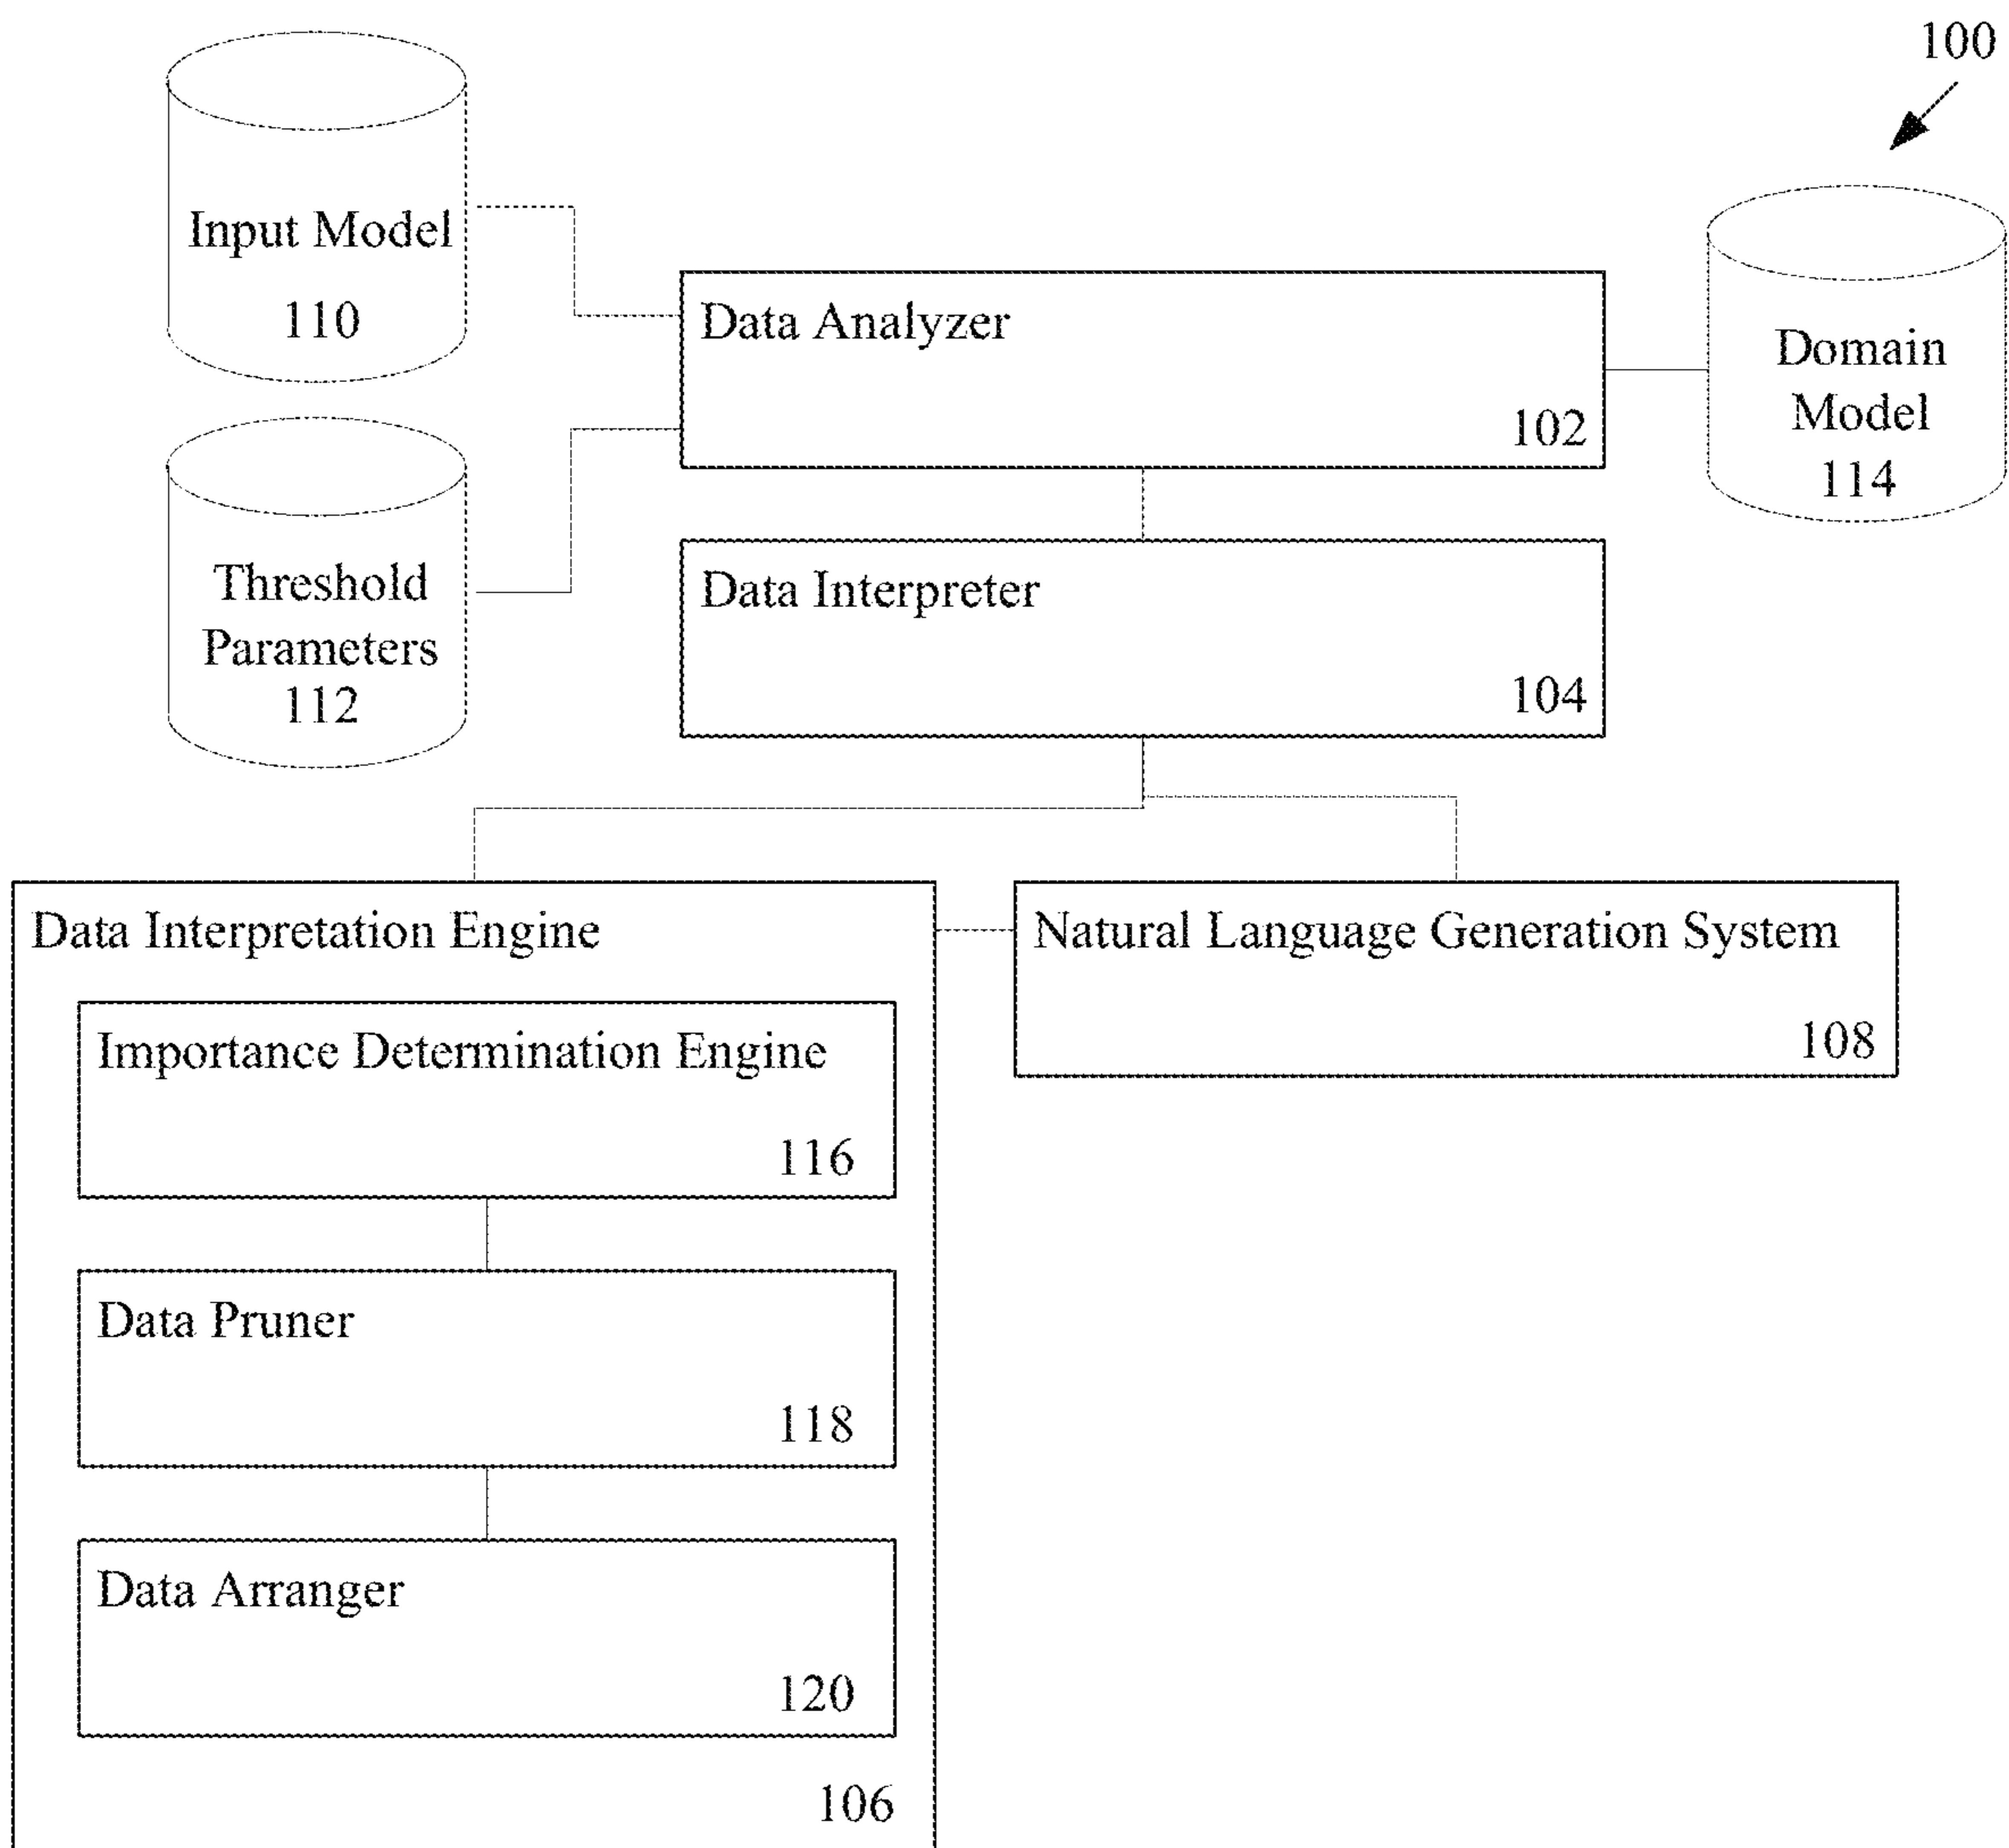 100
Input Model
110
Data Analyzer
102
Domain
Model
114
Threshold
Parameters
112
Data Interpreter
104
Data Interpretation Engine
Natural Language Generation System
108
Importance Determination Engine
116
Data Pruner
118
Data Arranger
120
106